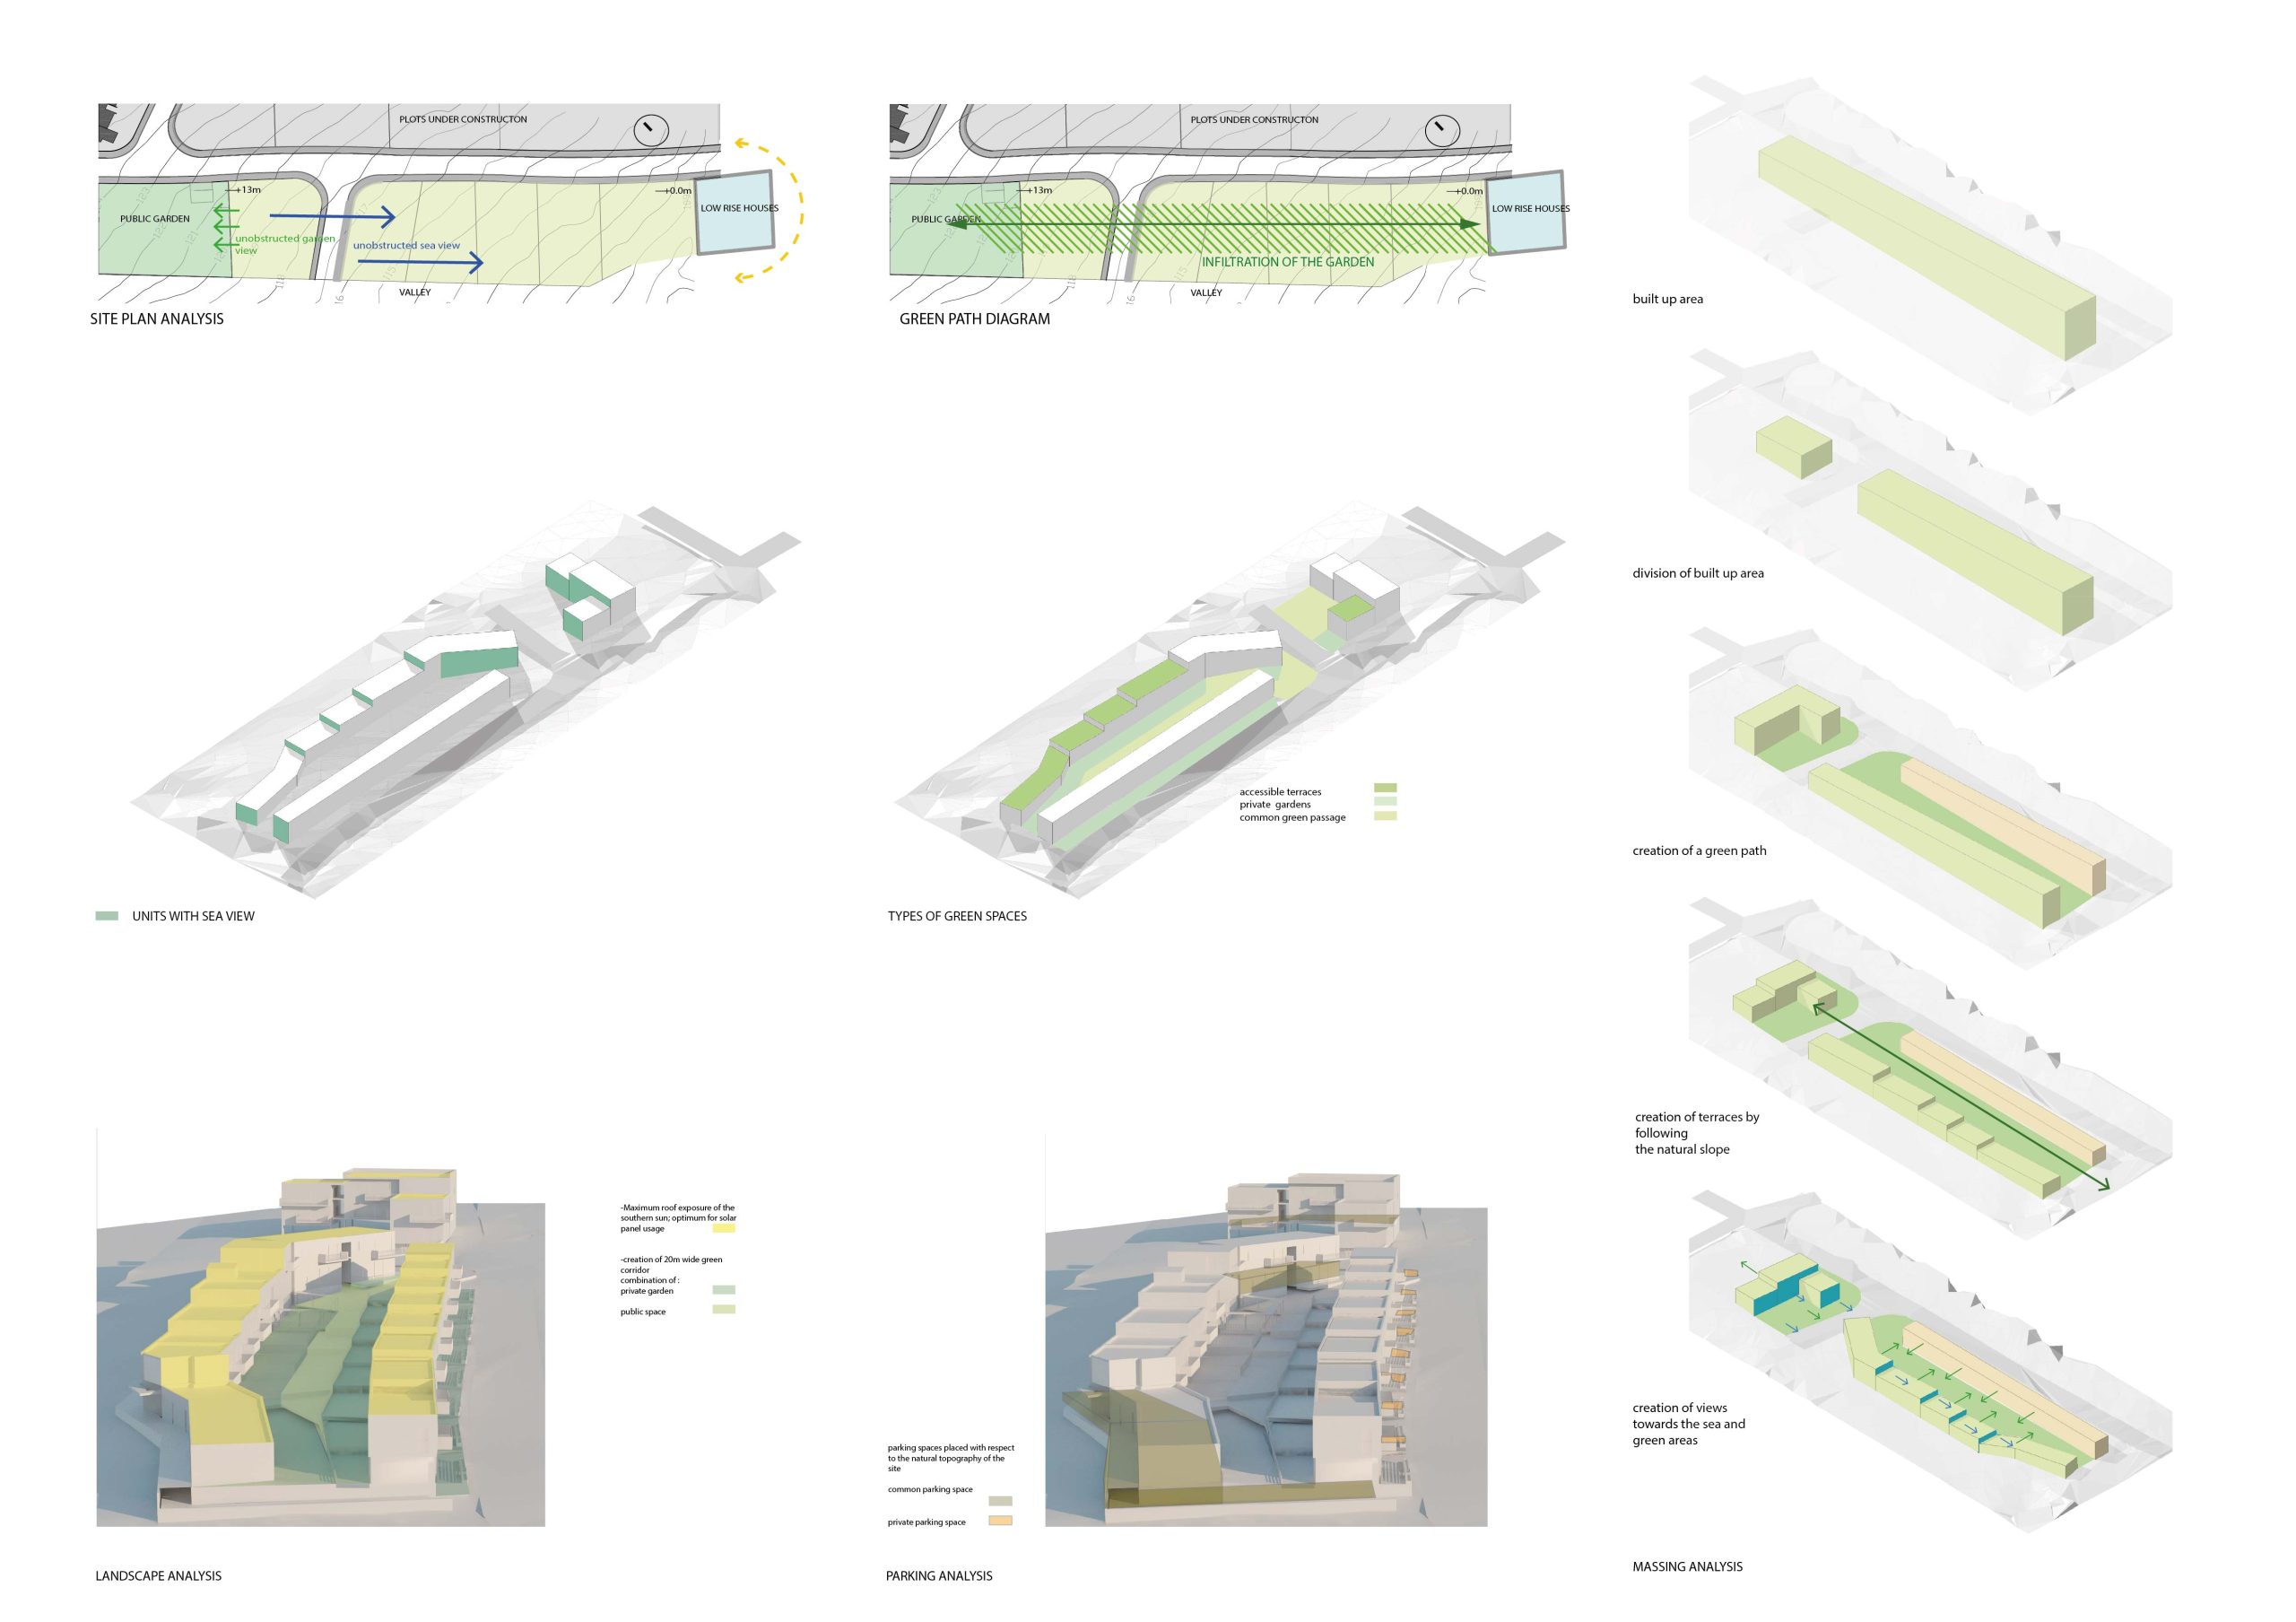 PLOTS UNDER CONSTRUCTON
+13m
+0.0m
PUBLIC GARDEN
LOW RISE HOUSES
unobstructed garden
view
unobstructed sea view
VALLEY
SITE PLAN ANALYSIS
PLOTS UNDER CONSTRUCTON
+13m
+0.0m
PUBLIC GARDEN
LOW RISE HOUSES
INFILTRATION OF THE GARDEN
VALLEY
GREEN PATH DIAGRAM
UNITS WITH SEA VIEW
accessible terraces
private gardens
common green passage
TYPES OF GREEN SPACES
-Maximum roof exposure of the
southern sun; optimum for solar
panel usage
-creation of 20m wide green
corridor
combination of :
private garden
public space
LANDSCAPE ANALYSIS
parking spaces placed with respect
to the natural topography of the
site
common parking space
private parking space
PARKING ANALYSIS
built up area
division of built up area
creation of a green path
creation of terraces by
following
the natural slope
creation of views
towards the sea and
green areas
MASSING ANALYSIS